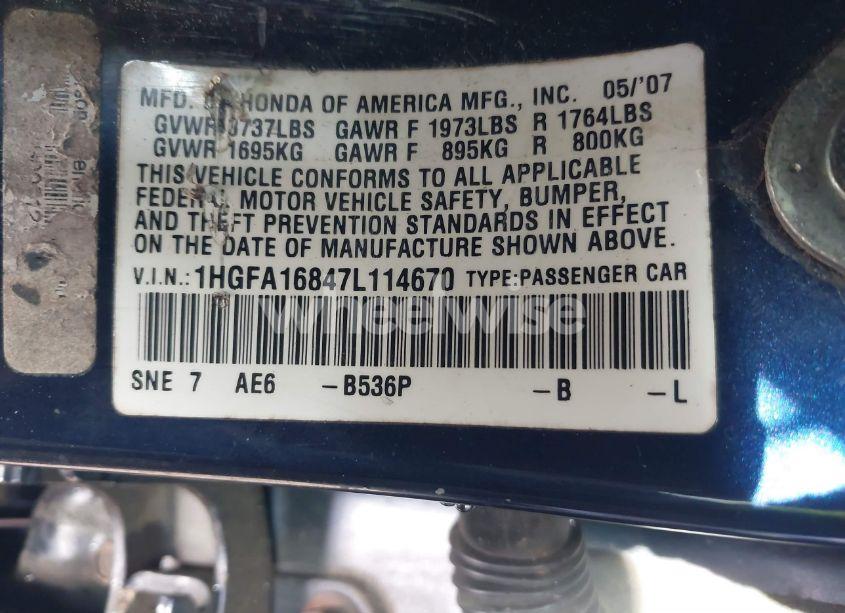 MFD. BY HONDA OF AMERICA MFG., INC. 05/'07
GVWR 3737LBS GAWR F 1973LBS R 1764LBS
GVWR 1695KG GAWR F 895KG R 800KG
THIS VEHICLE CONFORMS TO ALL APPLICABLE
FEDERAL MOTOR VEHICLE SAFETY, BUMPER,
AND THEFT PREVENTION STANDARDS IN EFFECT
ON THE DATE OF MANUFACTURE SHOWN ABOVE.
V.I.N.: 1HGFA16847L114670 TYPE:PASSENGER CAR
wheelwise
SNE 7 AE6 -B536P -B -L